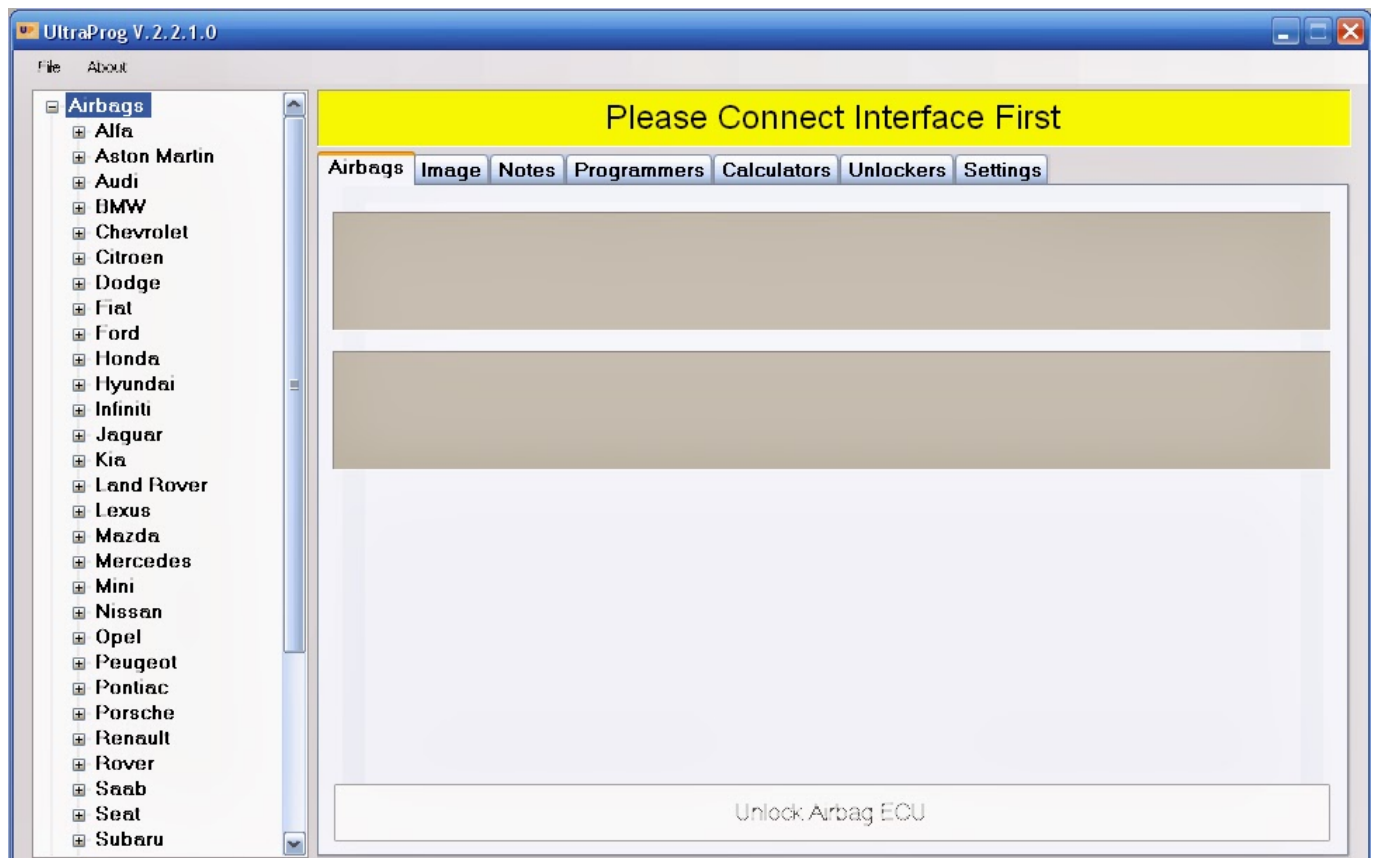 UP UltraProg V.2.2.1.0
File About
Airbags
Alfa
Aston Martin
Audi
BMW
Chevrolet
Citroen
Dodge
Fiat
Ford
Honda
Hyundai
Infiniti
Jaguar
Kia
Land Rover
Lexus
Mazda
Mercedes
Mini
Nissan
Opel
Peugeot
Pontiac
Porsche
Renault
Rover
Saab
Seat
Subaru
Please Connect Interface First
Airbags Image Notes Programmers Calculators Unlockers Settings
Unlock Airbag ECU